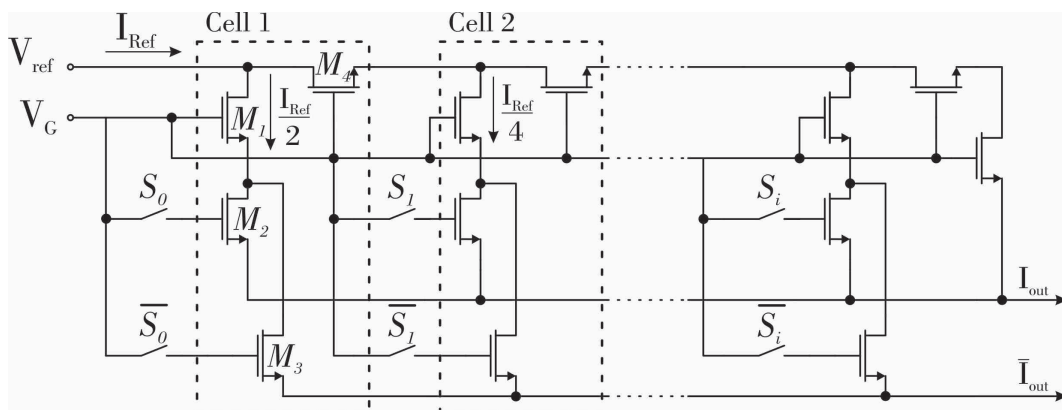 I_Ref Cell 1 Cell 2
V_ref M_4
V_G M_1 I_Ref/2 I_Ref/4
S_0 M_2 S_1 S_i
I_out
S̅_0̅ M_3 S̅_1̅ S̅_i̅
I̅_out